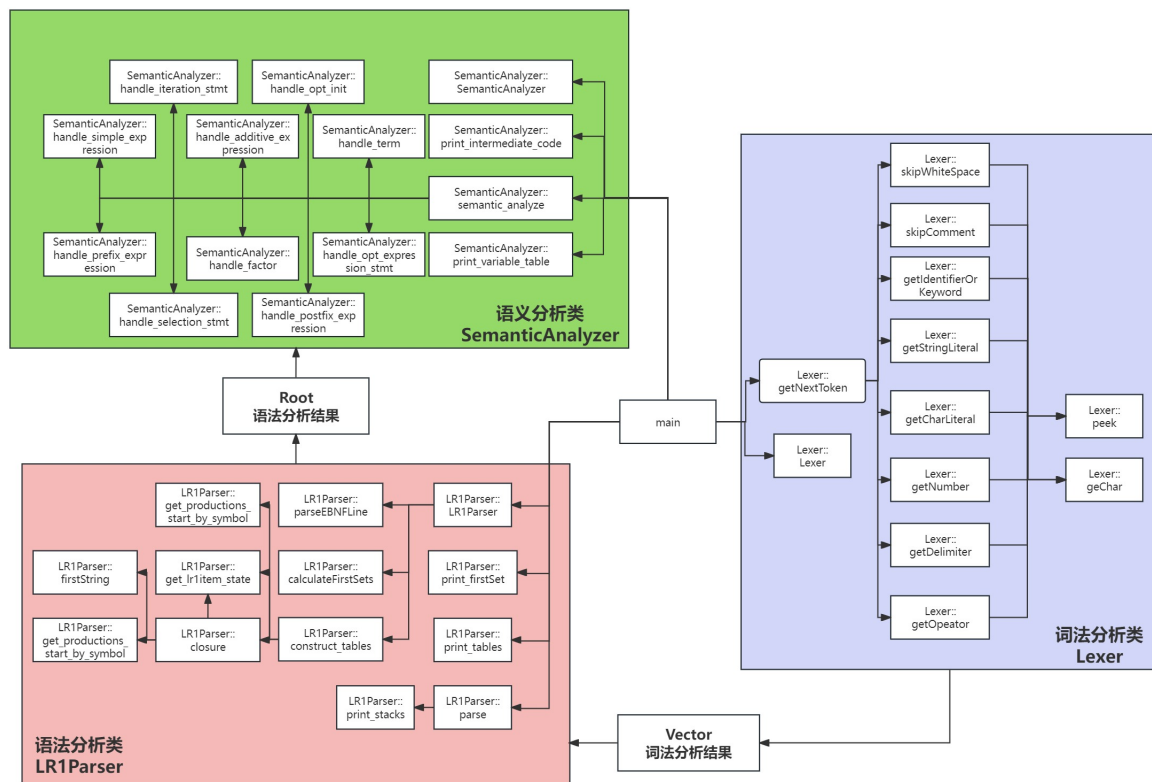 SemanticAnalyzer::
handle_iteration_stmt
SemanticAnalyzer::
handle_opt_init
SemanticAnalyzer::
SemanticAnalyzer
SemanticAnalyzer::
handle_simple_exp
ression
SemanticAnalyzer::
handle_additive_ex
pression
SemanticAnalyzer::
handle_term
SemanticAnalyzer::
print_intermediate_code
SemanticAnalyzer::
semantic_analyze
SemanticAnalyzer::
handle_prefix_expr
ession
SemanticAnalyzer::
handle_factor
SemanticAnalyzer::
handle_opt_expres
sion_stmt
SemanticAnalyzer::
print_variable_table
SemanticAnalyzer::
handle_selection_stmt
SemanticAnalyzer::
handle_postfix_exp
ression
语义分析类
SemanticAnalyzer
Root
语法分析结果
main
Lexer::
getNextToken
Lexer::
Lexer
Lexer::
skipWhiteSpace
Lexer::
skipComment
Lexer::
getIdentifierOr
Keyword
Lexer::
getStringLiteral
Lexer::
getCharLiteral
Lexer::
getNumber
Lexer::
getDelimiter
Lexer::
getOpeator
Lexer::
peek
Lexer::
geChar
词法分析类
Lexer
LR1Parser::
get_productions_
start_by_symbol
LR1Parser::
parseEBNFLine
LR1Parser::
LR1Parser
LR1Parser::
firstString
LR1Parser::
get_lr1item_state
LR1Parser::
calculateFirstSets
LR1Parser::
print_firstSet
LR1Parser::
get_productions_
start_by_symbol
LR1Parser::
closure
LR1Parser::
construct_tables
LR1Parser::
print_tables
LR1Parser::
print_stacks
LR1Parser::
parse
语法分析类
LR1Parser
Vector
词法分析结果